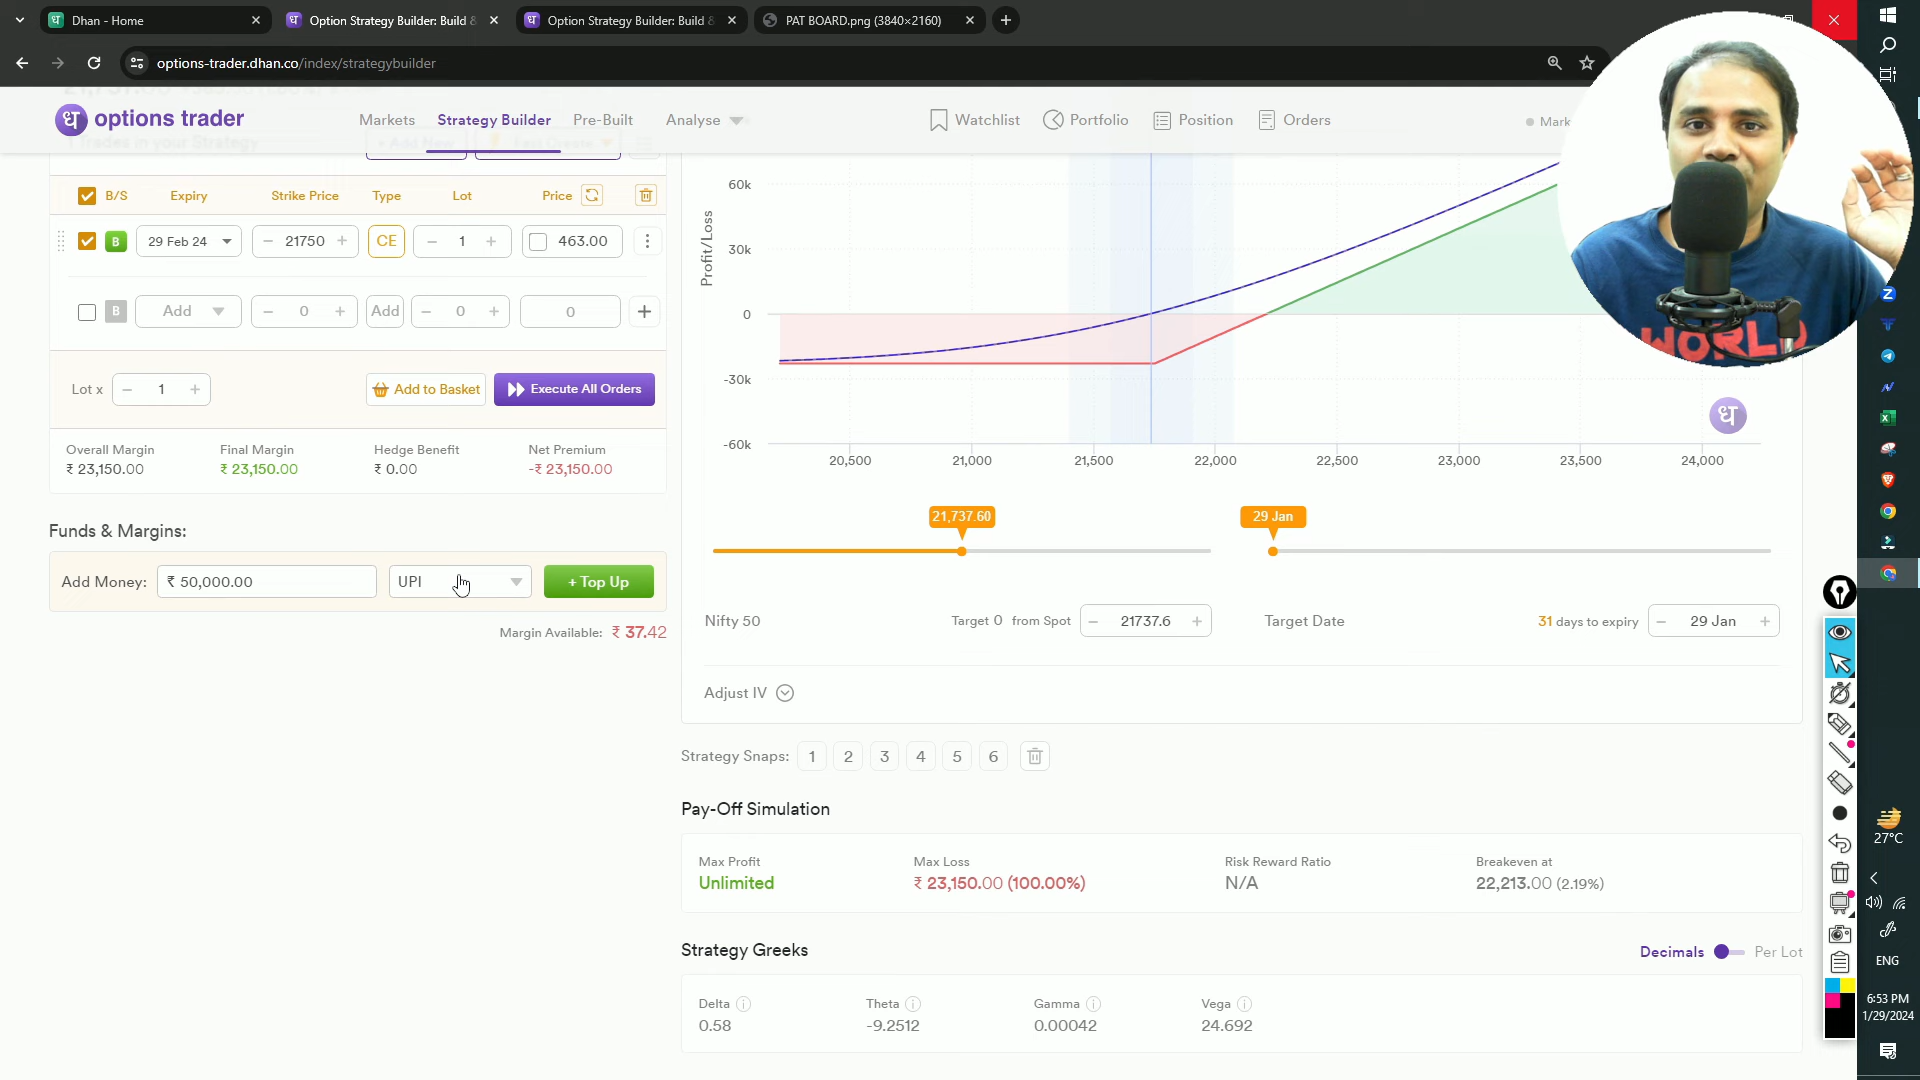 Dhan - Home
Option Strategy Builder: Build &
Option Strategy Builder: Build &
PAT BOARD.png (3840×2160)
options-trader.dhan.co/index/strategybuilder
ध options trader
Markets
Strategy Builder
Pre-Built
Analyse
Watchlist
Portfolio
Position
Orders
Mark
B/S
Expiry
Strike Price
Type
Lot
Price
B
29 Feb 24
21750
CE
1
463.00
B
Add
0
Add
0
0
Lot x
1
Add to Basket
Execute All Orders
Overall Margin
₹ 23,150.00
Final Margin
₹ 23,150.00
Hedge Benefit
₹ 0.00
Net Premium
-₹ 23,150.00
Funds & Margins:
Add Money:
₹ 50,000.00
UPI
+ Top Up
Margin Available: ₹ 37.42
Profit/Loss
60k
30k
0
-30k
-60k
20,500
21,000
21,500
22,000
22,500
23,000
23,500
24,000
ध
21,737.60
29 Jan
Nifty 50
Target 0 from Spot
21737.6
Target Date
31 days to expiry
29 Jan
Adjust IV
Strategy Snaps:
1
2
3
4
5
6
Pay-Off Simulation
Max Profit
Unlimited
Max Loss
₹ 23,150.00 (100.00%)
Risk Reward Ratio
N/A
Breakeven at
22,213.00 (2.19%)
Strategy Greeks
Decimals
Per Lot
Delta
0.58
Theta
-9.2512
Gamma
0.00042
Vega
24.692
WORLD
27°C
ENG
6:53 PM
1/29/2024